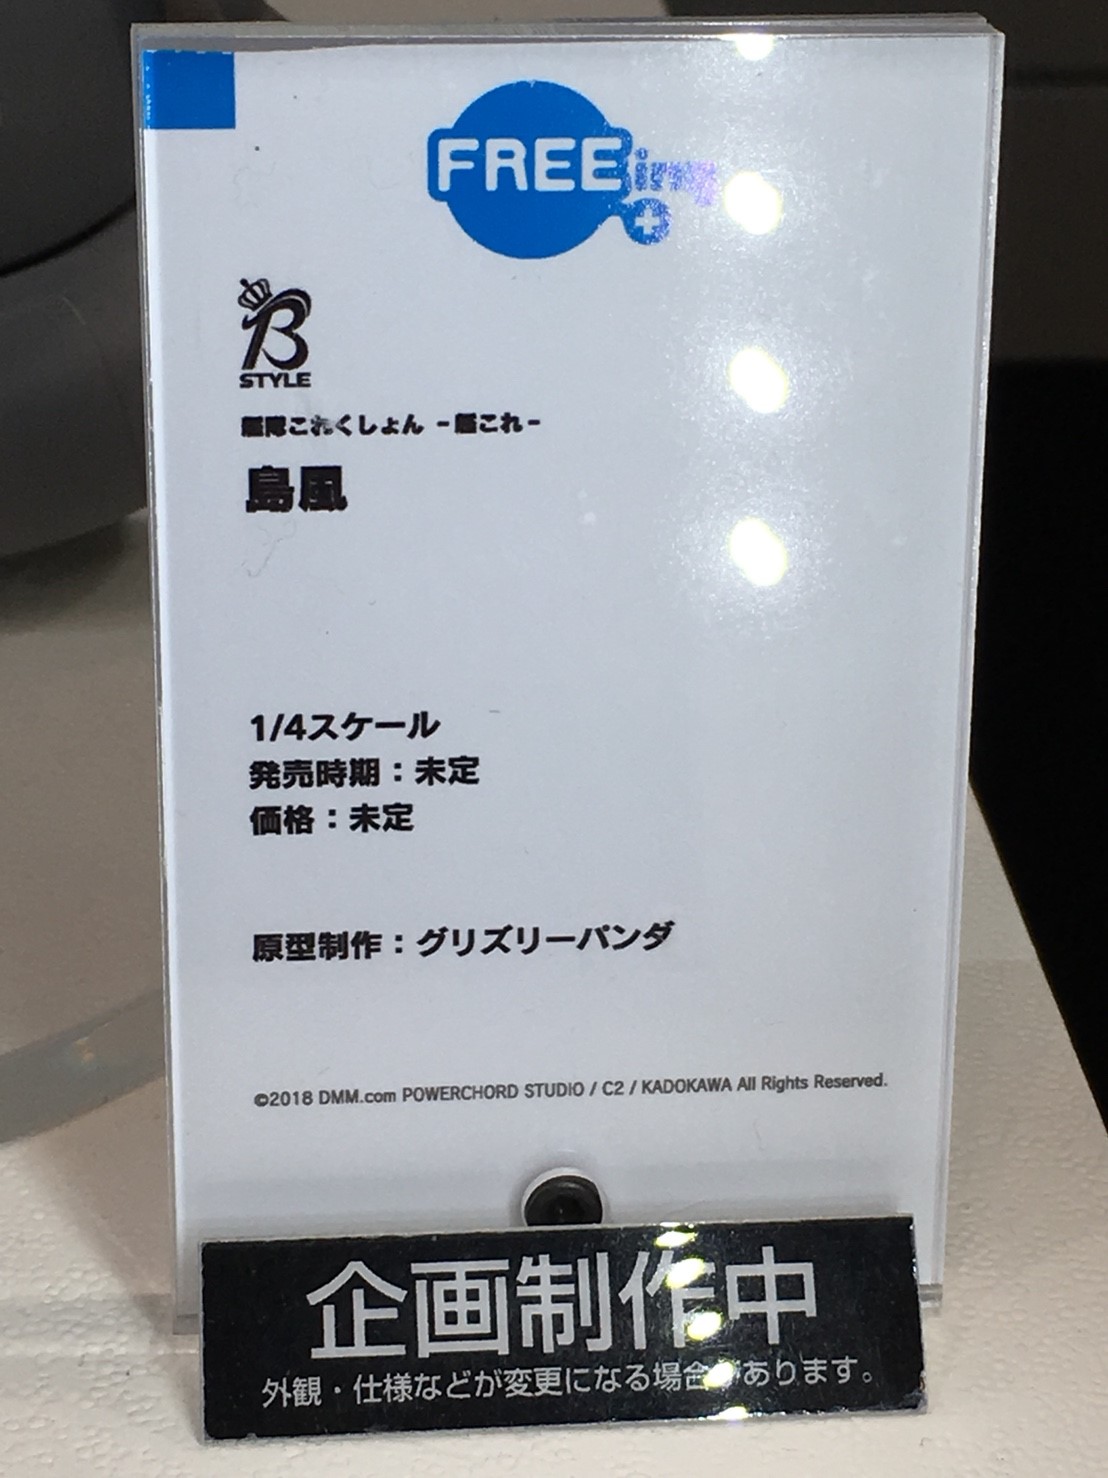 FREEing
B
STYLE
艦隊これくしょん -艦これ-
島風
1/4スケール
発売時期：未定
価格：未定
原型制作：グリズリーパンダ
©2018 DMM.com POWERCHORD STUDIO / C2 / KADOKAWA All Rights Reserved.
企画制作中
外観・仕様などが変更になる場合があります。